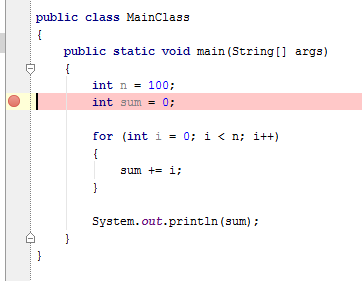 public class MainClass
{
public static void main(String[] args)
{
int n = 100;
int sum = 0;
for (int i = 0; i < n; i++)
{
sum += i;
}
System.out.println(sum);
}
}